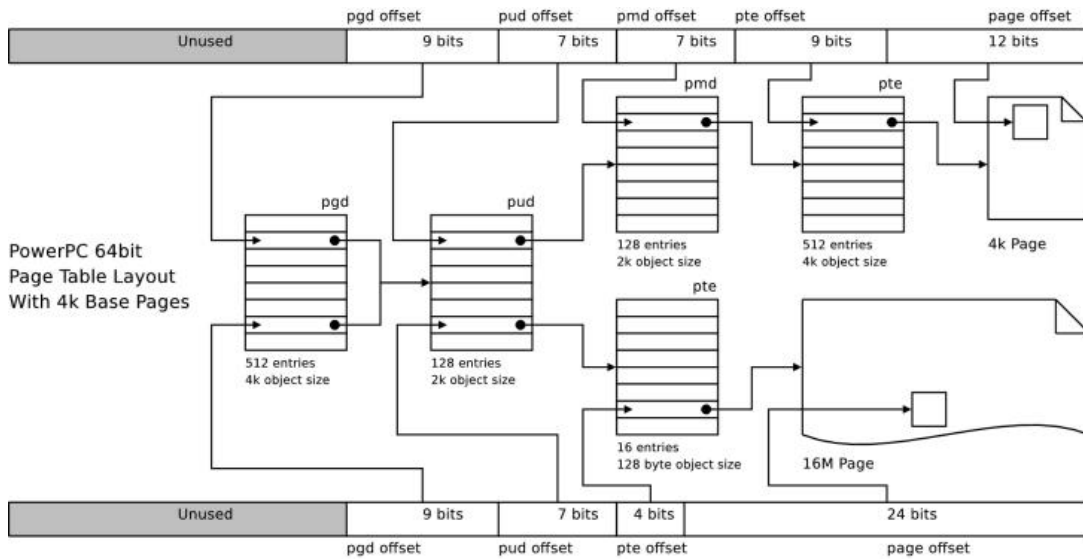 pgd offset pud offset pmd offset pte offset page offset
Unused 9 bits 7 bits 7 bits 9 bits 12 bits
pmd pte
pgd pud
128 entries 512 entries 4k Page
2k object size 4k object size
PowerPC 64bit
Page Table Layout
With 4k Base Pages
pte
512 entries 128 entries
4k object size 2k object size
16 entries 16M Page
128 byte object size
Unused 9 bits 7 bits 4 bits 24 bits
pgd offset pud offset pte offset page offset